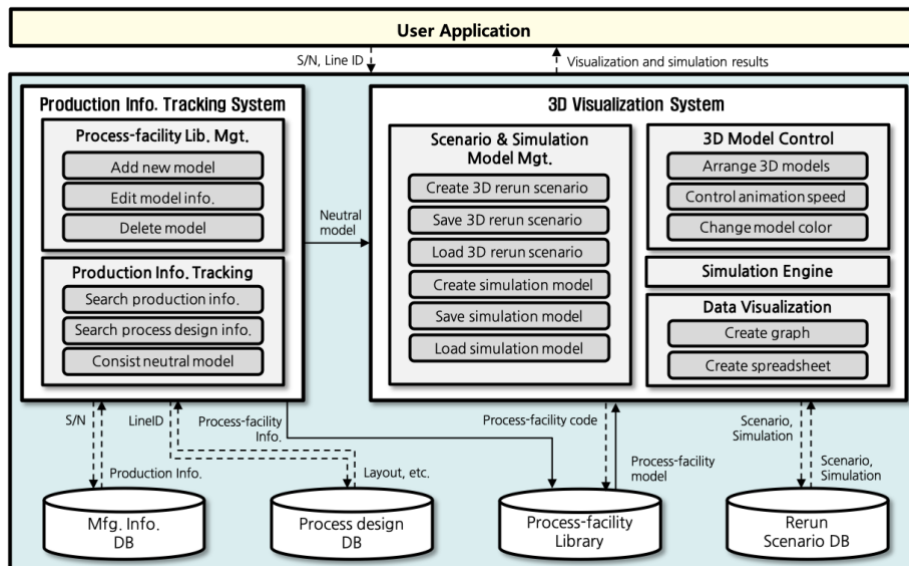 User Application
S/N, Line ID
Visualization and simulation results
Production Info. Tracking System
Process-facility Lib. Mgt.
Add new model
Edit model info.
Delete model
Production Info. Tracking
Search production info.
Search process design info.
Consist neutral model
Neutral
model
3D Visualization System
Scenario & Simulation
Model Mgt.
Create 3D rerun scenario
Save 3D rerun scenario
Load 3D rerun scenario
Create simulation model
Save simulation model
Load simulation model
3D Model Control
Arrange 3D models
Control animation speed
Change model color
Simulation Engine
Data Visualization
Create graph
Create spreadsheet
S/N
Production Info.
LineID
Process-facility
Info.
Layout, etc.
Process-facility code
Process-facility
model
Scenario,
Simulation
Scenario,
Simulation
Mfg. Info.
DB
Process design
DB
Process-facility
Library
Rerun
Scenario DB